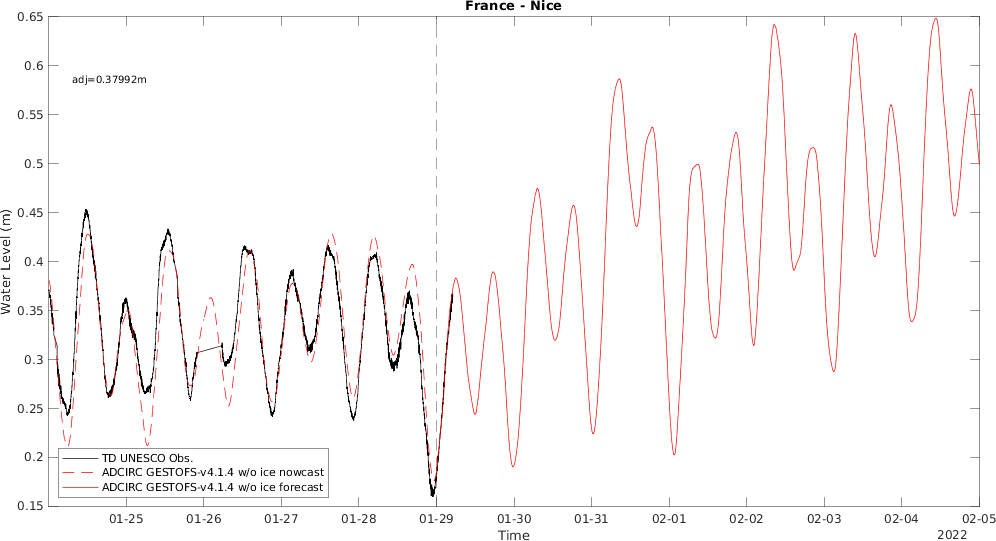 France - Nice
0.65
0.6
0.55
0.5
0.45
0.4
0.35
0.3
0.25
0.2
0.15
Water Level (m)
adj=0.37992m
TD UNESCO Obs.
ADCIRC GESTOFS-v4.1.4 w/o ice nowcast
ADCIRC GESTOFS-v4.1.4 w/o ice forecast
01-25 01-26 01-27 01-28 01-29 01-30 01-31 02-01 02-02 02-03 02-04 02-05
Time
2022